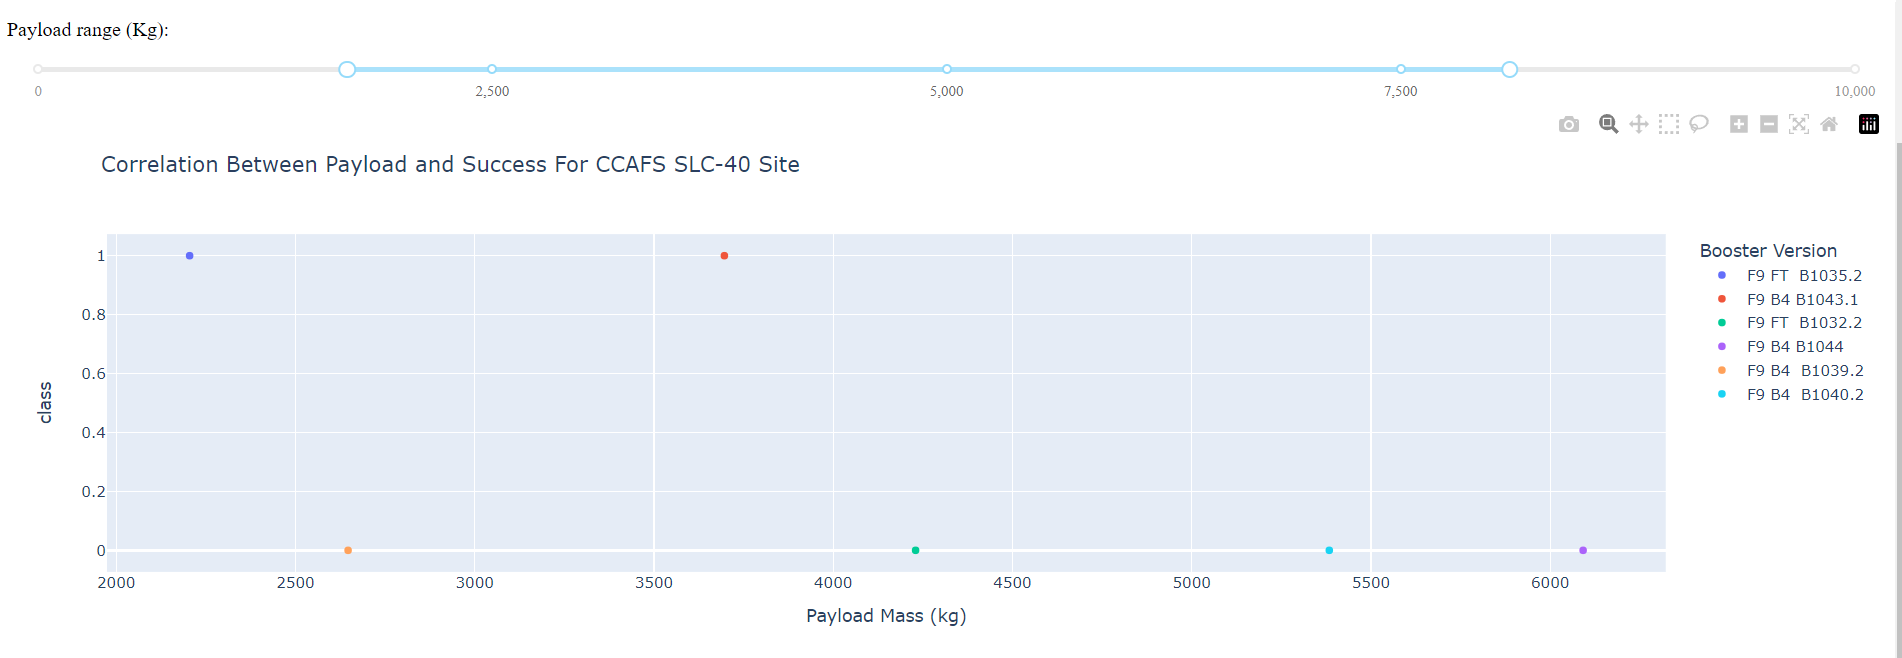 Payload range (Kg):
0 2,500 5,000 7,500 10,000
Correlation Between Payload and Success For CCAFS SLC-40 Site
1
0.8
0.6
0.4
0.2
0
class
2000 2500 3000 3500 4000 4500 5000 5500 6000
Payload Mass (kg)
Booster Version
F9 FT  B1035.2
F9 B4 B1043.1
F9 FT  B1032.2
F9 B4 B1044
F9 B4  B1039.2
F9 B4  B1040.2